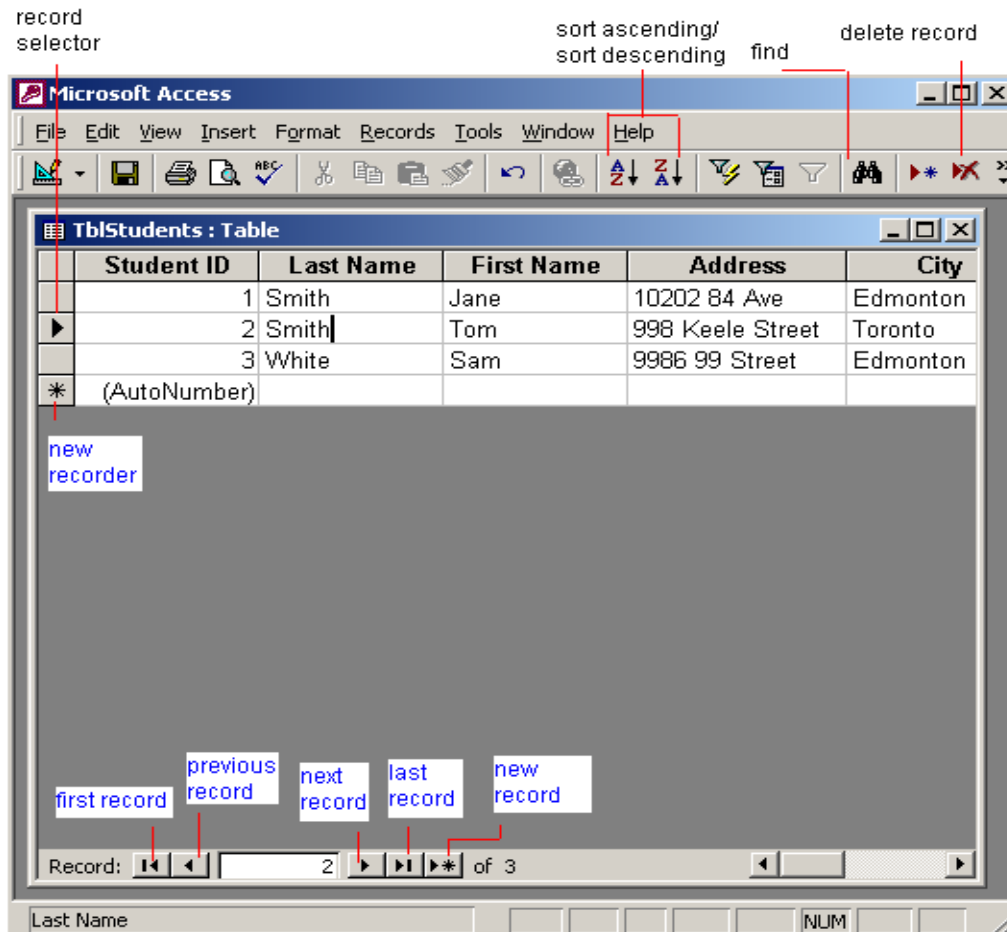 record
selector
sort ascending/
sort descending
find
delete record
Microsoft Access
File Edit View Insert Format Records Tools Window Help
ABC
A
Z
Z
A
TblStudents : Table
Student ID Last Name First Name Address City
1 Smith Jane 10202 84 Ave Edmonton
2 Smith Tom 998 Keele Street Toronto
3 White Sam 9986 99 Street Edmonton
(AutoNumber)
new
recorder
first record
previous
record
next
record
last
record
new
record
Record: 2 of 3
Last Name NUM